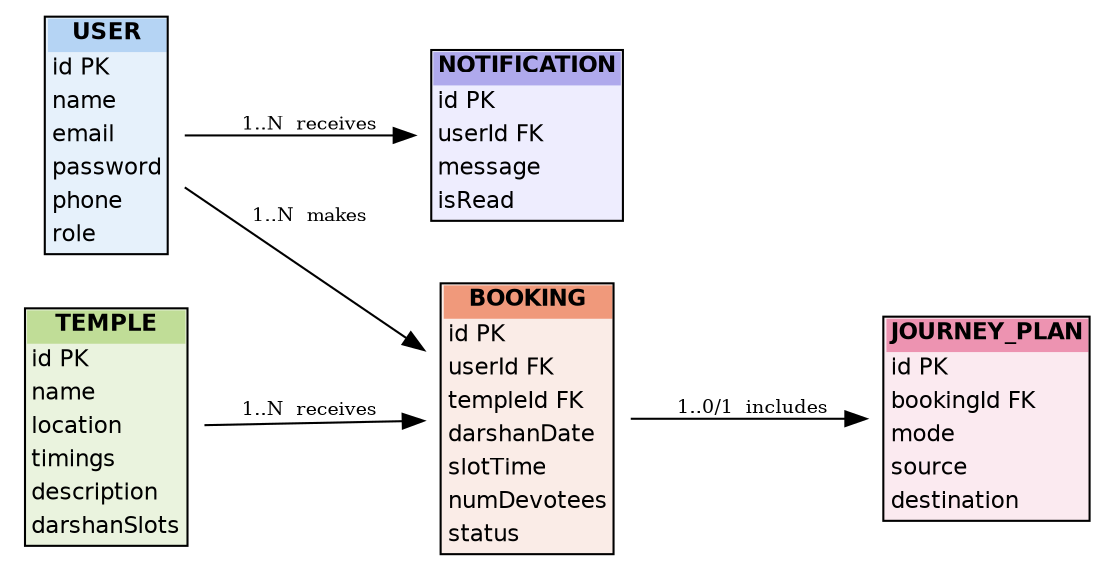 USER
id PK
name
email
password
phone
role
1..N receives
NOTIFICATION
id PK
userId FK
message
isRead
1..N makes
TEMPLE
id PK
name
location
timings
description
darshanSlots
1..N receives
BOOKING
id PK
userId FK
templeId FK
darshanDate
slotTime
numDevotees
status
1..0/1 includes
JOURNEY_PLAN
id PK
bookingId FK
mode
source
destination